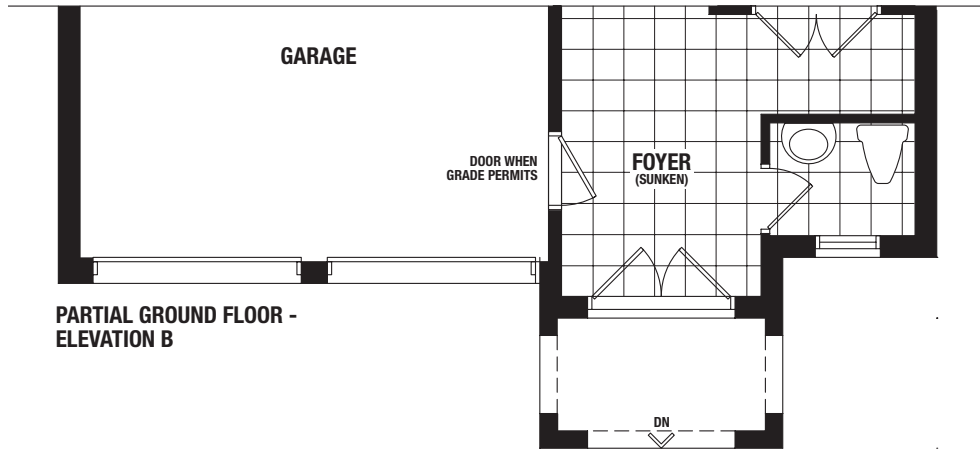 GARAGE
DOOR WHEN
GRADE PERMITS
FOYER
(SUNKEN)
PARTIAL GROUND FLOOR -
ELEVATION B
DN